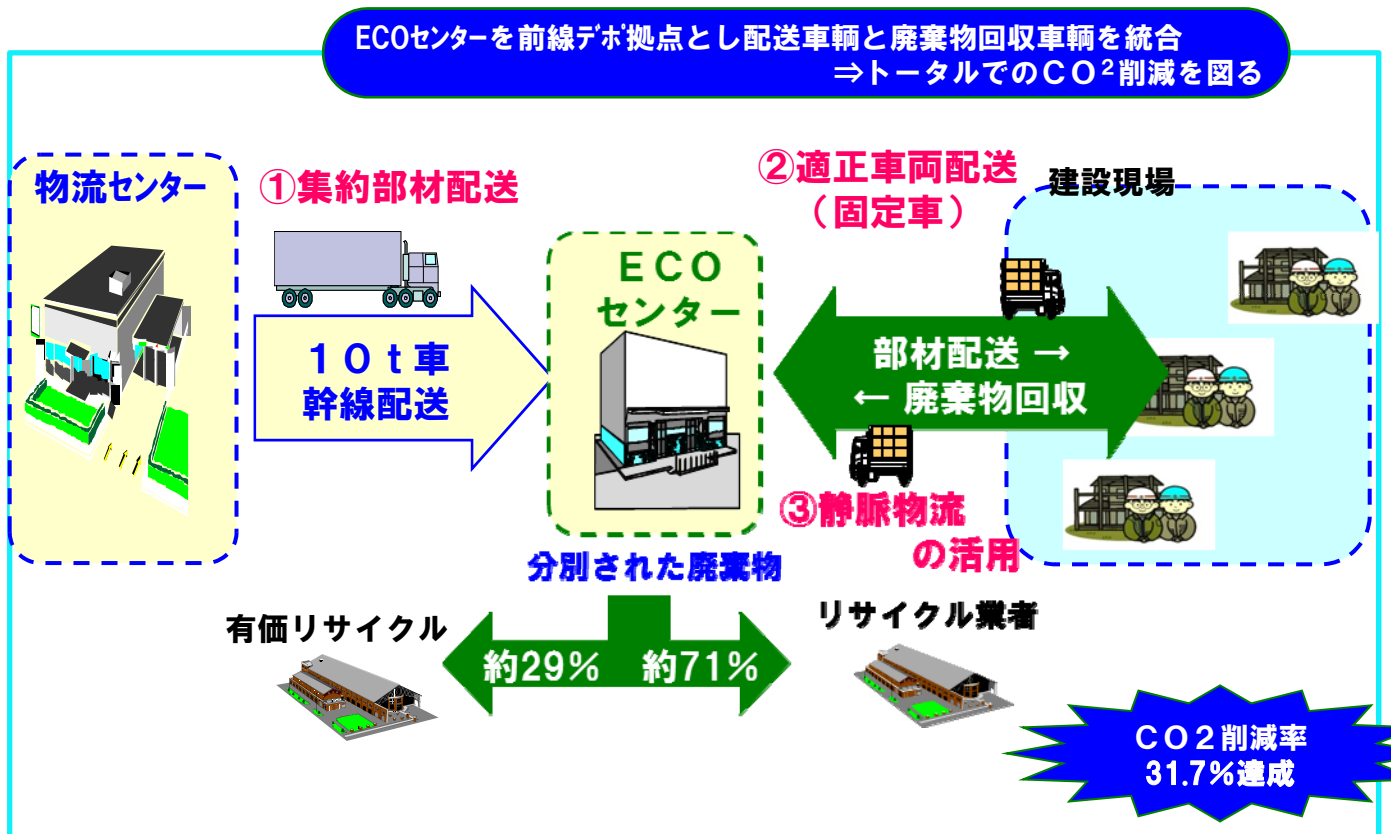 ECOセンターを前線デポ拠点とし配送車輌と廃棄物回収車輌を統合
⇒トータルでのCO²削減を図る
物流センター
①集約部材配送
②適正車両配送
（固定車）
建設現場
ECO
センター
10t車
幹線配送
部材配送 →
← 廃棄物回収
③静脈物流
の活用
分別された廃棄物
有価リサイクル
リサイクル業者
約29% 約71%
CO2削減率
31.7%達成